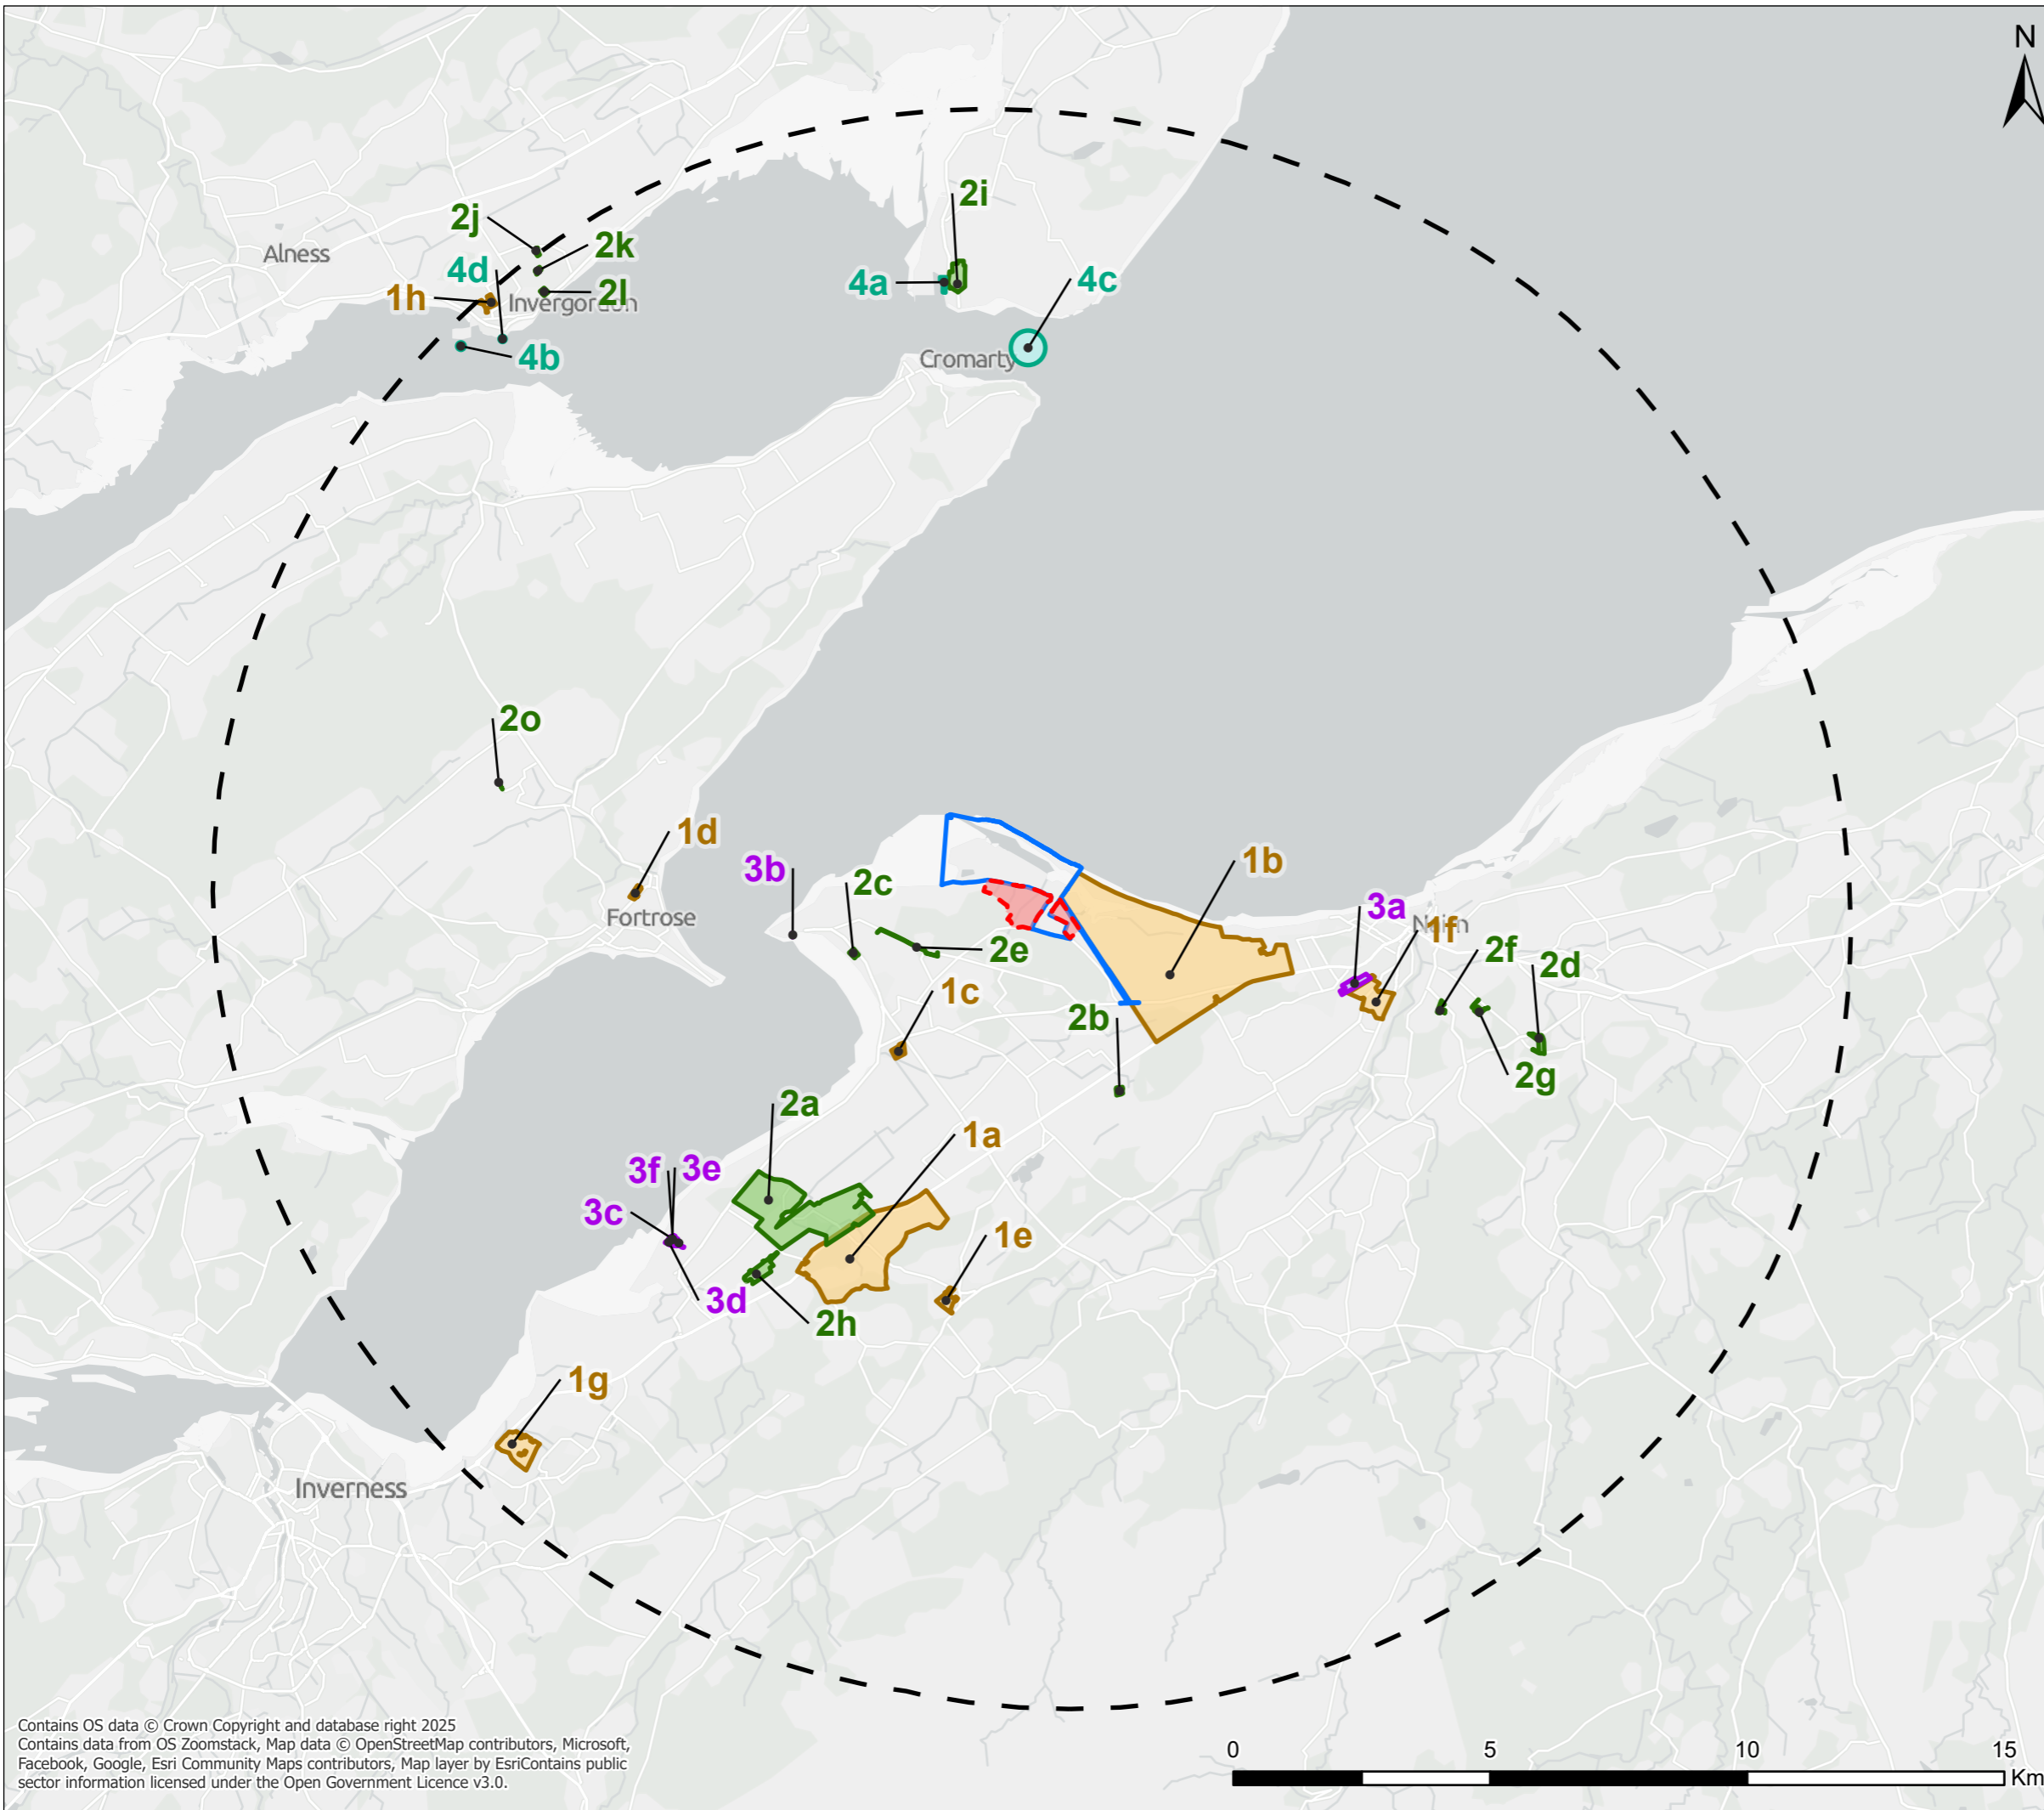 N
2i
2j
2k
Alness
4d
4a
4c
1h
2l
Invergordon
4b
Cromarty
2o
1d
1b
3b
2c
3a
Fortrose
Nairn
1f
2e
2f
2d
1c
2b
2g
2a
1a
3f
3e
3c
1e
3d
2h
1g
Inverness
Contains OS data © Crown Copyright and database right 2025
Contains data from OS Zoomstack, Map data © OpenStreetMap contributors, Microsoft,
Facebook, Google, Esri Community Maps contributors, Map layer by EsriContains public
sector information licensed under the Open Government Licence v3.0.
0 5 10 15
Km